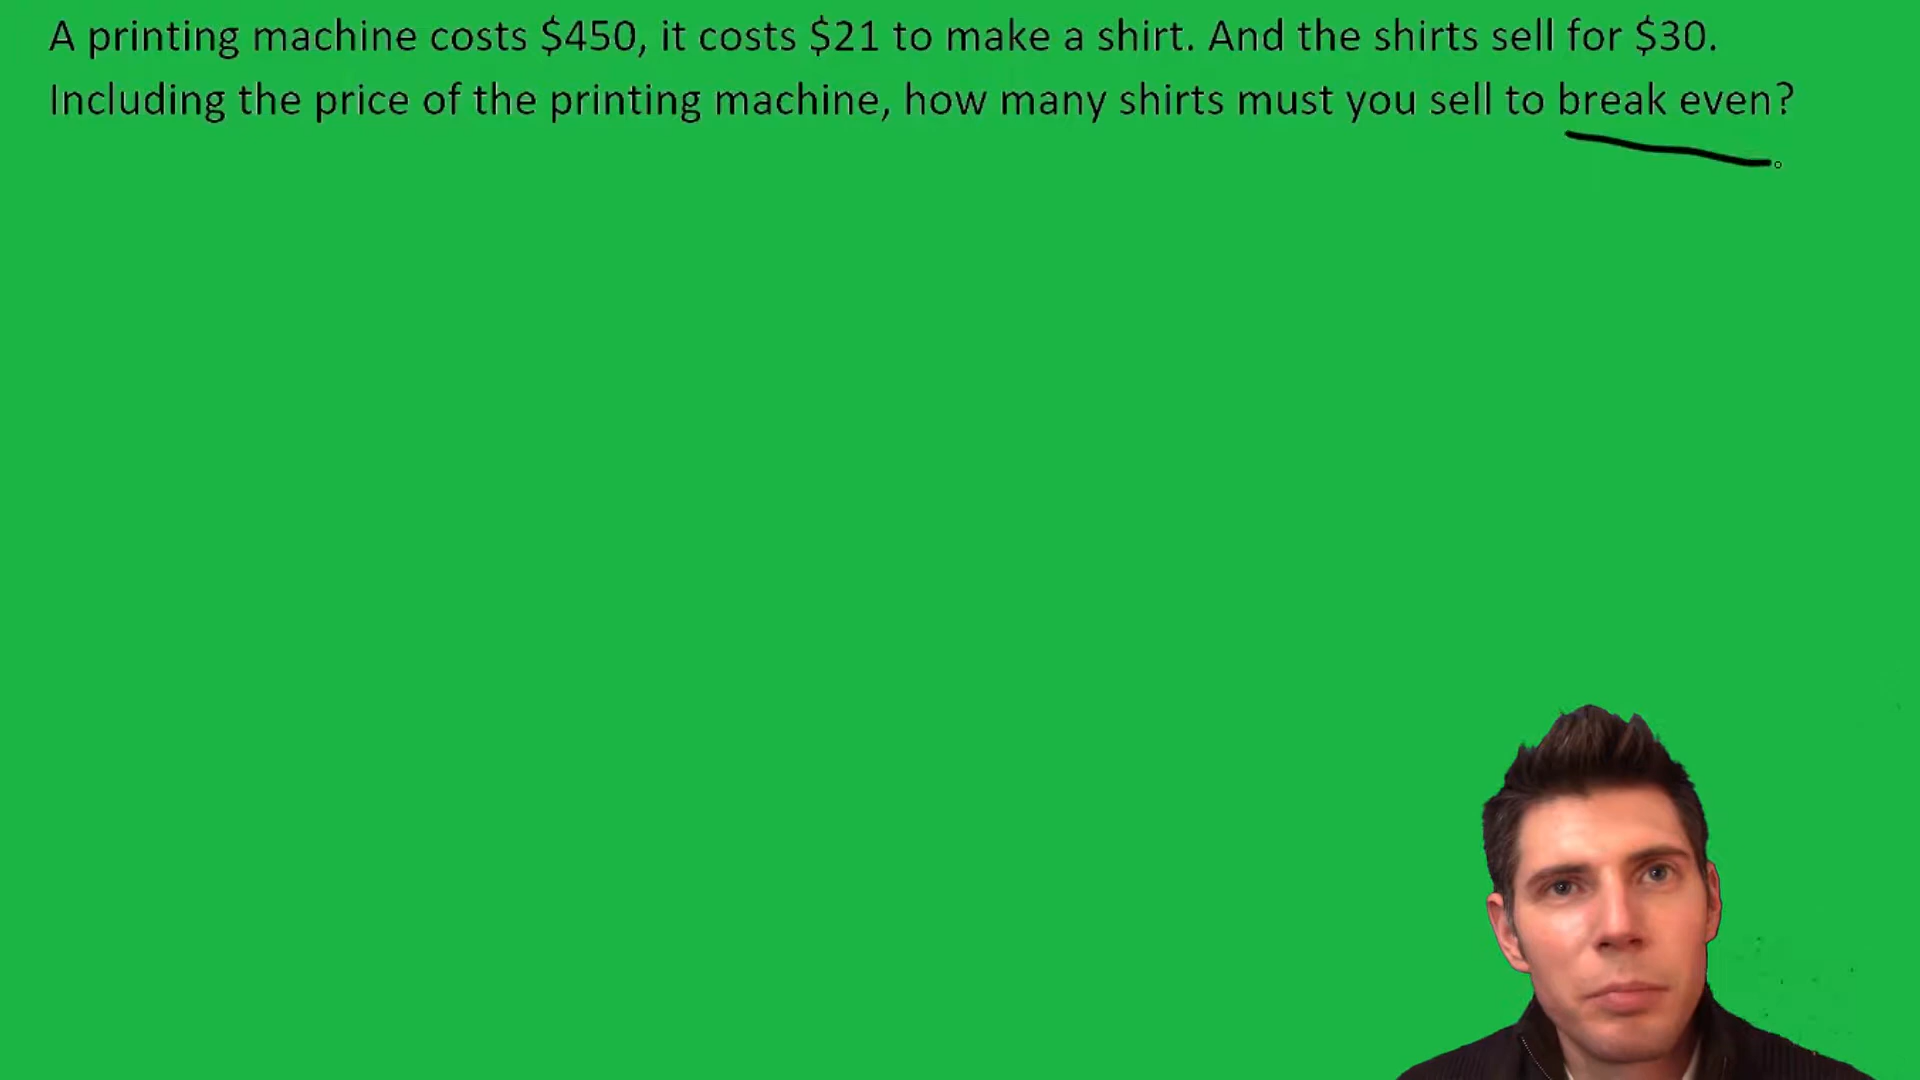 A printing machine costs $450, it costs $21 to make a shirt. And the shirts sell for $30.
Including the price of the printing machine, how many shirts must you sell to break even?